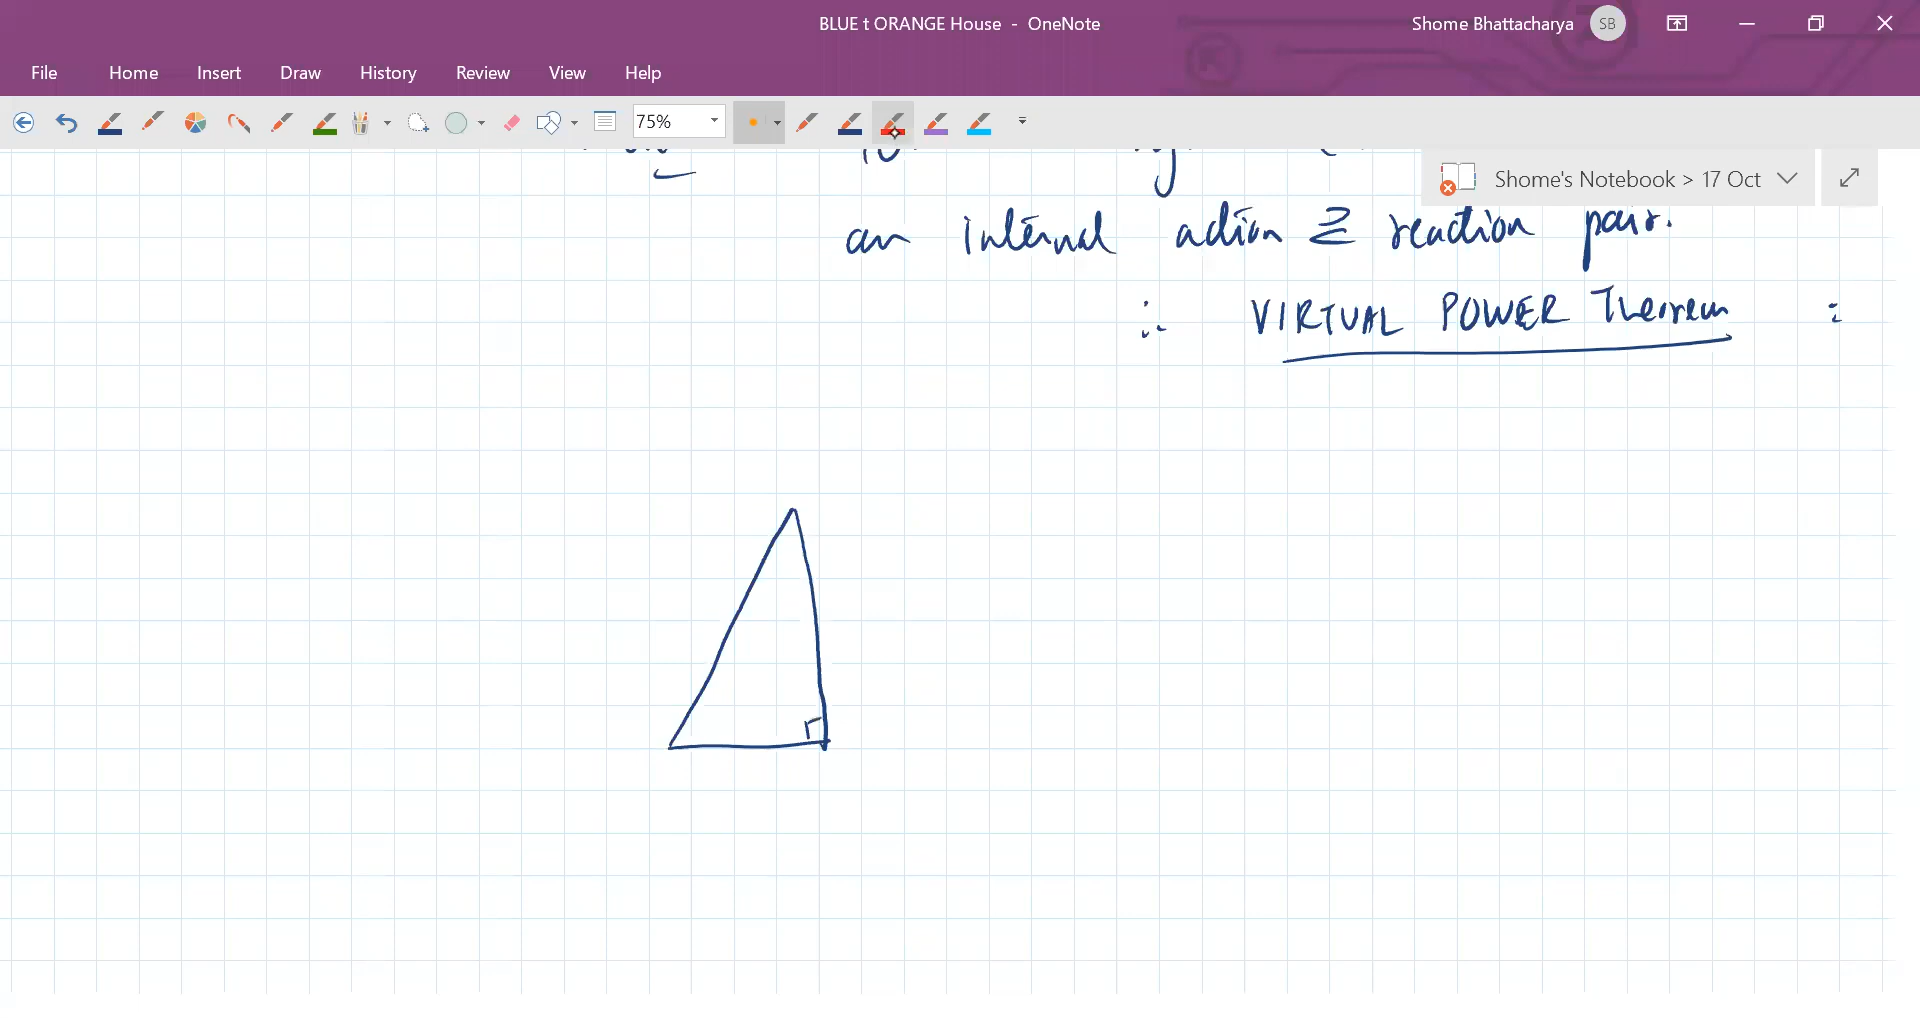 BLUE t ORANGE House - OneNote
Shome Bhattacharya SB
File Home Insert Draw History Review View Help
75%
Shome's Notebook > 17 Oct
an internal action & reaction pair.
∴ VIRTUAL POWER Theorem :